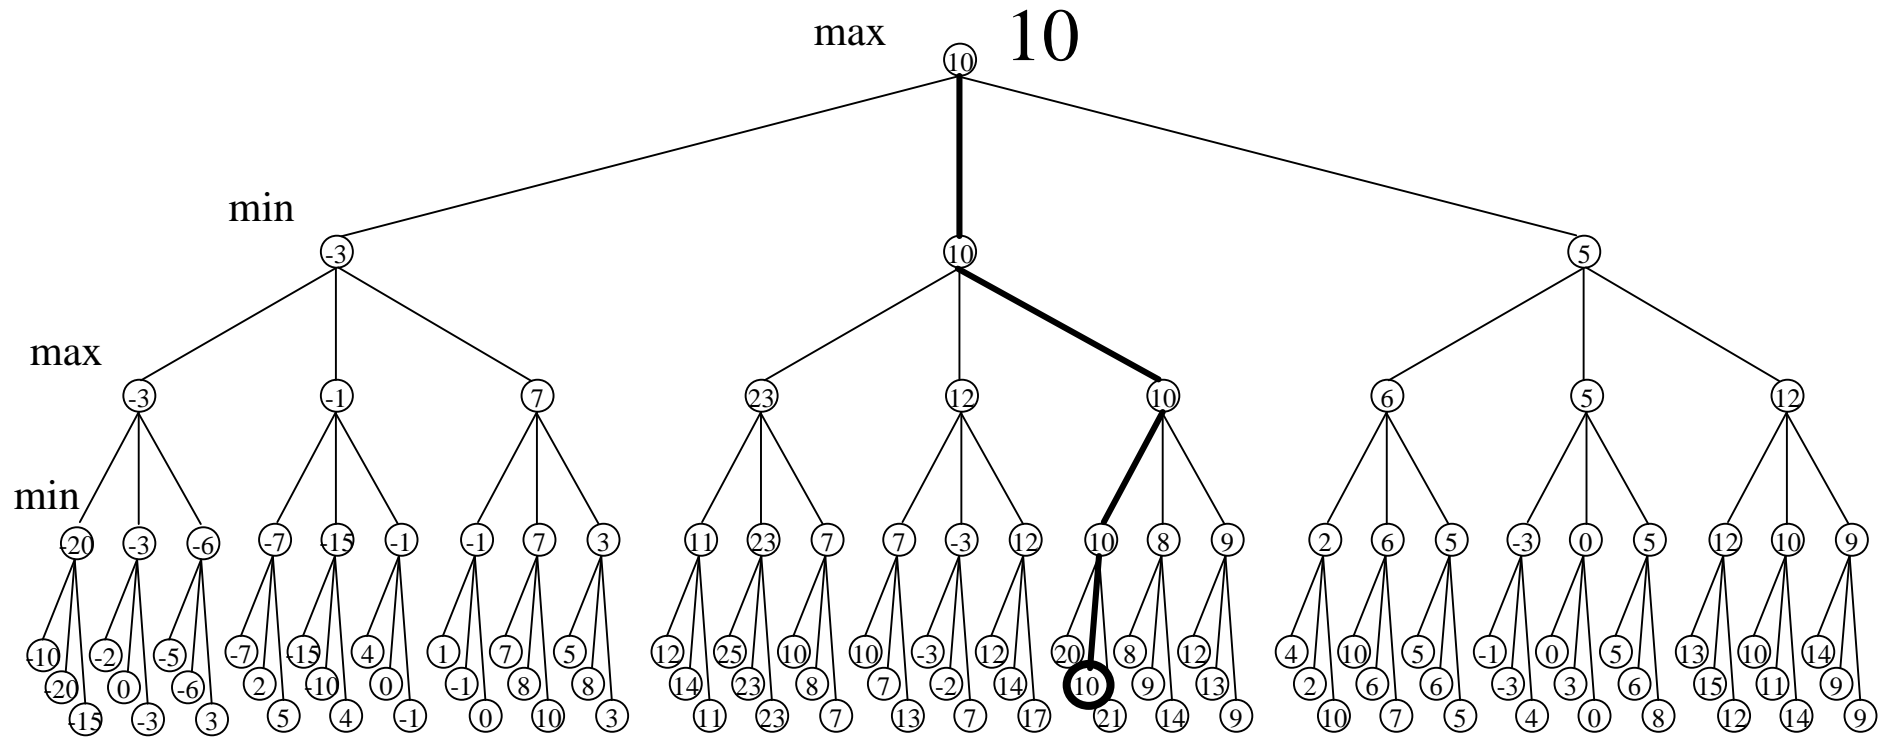 max 10
10
min
-3 10 5
max
-3 -1 7 23 12 10 6 5 12
min
-20 -3 -6 -7 -15 -1 -1 7 3 11 23 7 7 -3 12 10 8 9 2 6 5 -3 0 5 12 10 9
-10 -2 -5 -7 -15 4 1 7 5 12 25 10 10 -3 12 20 8 12 4 10 5 -1 0 5 13 10 14
-20 0 -6 2 -10 0 -1 8 8 14 23 8 7 -2 14 10 9 13 2 6 6 -3 3 6 15 11 9
-15 -3 3 5 4 -1 0 10 3 11 23 7 13 7 17 21 14 9 10 7 5 4 0 8 12 14 9